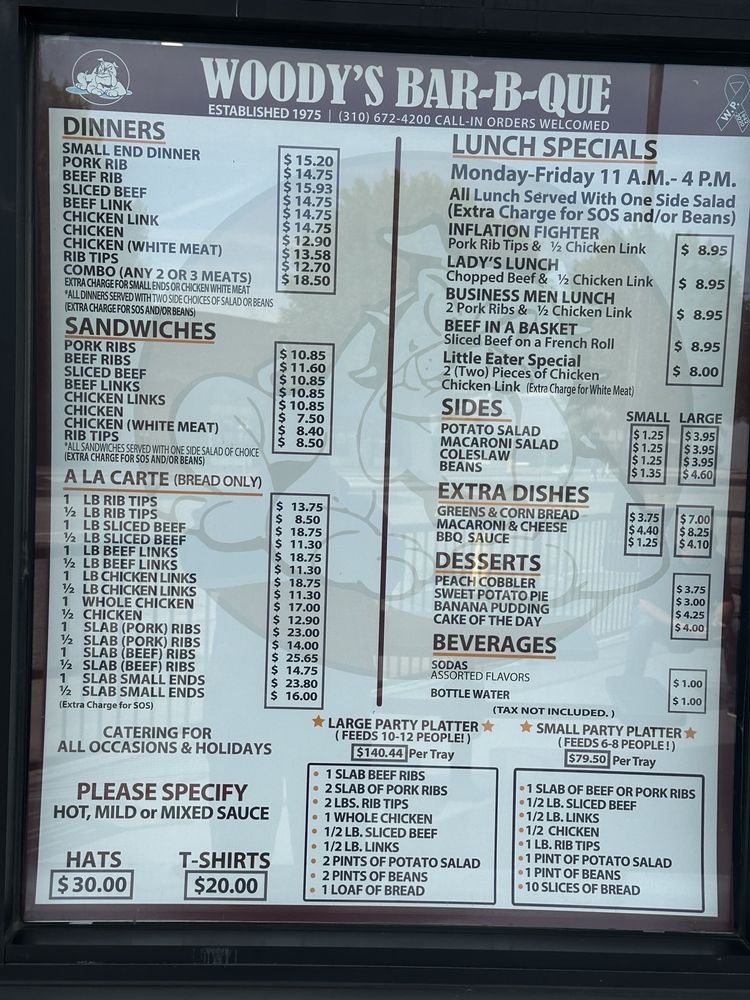 WOODY'S BAR-B-QUE
ESTABLISHED 1975 | (310) 672-4200 CALL-IN ORDERS WELCOMED
W.P.
DINNERS
SMALL END DINNER $15.20
PORK RIB $14.75
BEEF RIB $15.93
SLICED BEEF $14.75
BEEF LINK $14.75
CHICKEN LINK $14.75
CHICKEN $12.90
CHICKEN (WHITE MEAT) $13.58
RIB TIPS $12.70
COMBO (ANY 2 OR 3 MEATS) $18.50
EXTRA CHARGE FOR SMALL ENDS OR CHICKEN WHITE MEAT
*ALL DINNERS SERVED WITH TWO SIDE CHOICES OF SALAD OR BEANS
(EXTRA CHARGE FOR SOS AND/OR BEANS)
SANDWICHES
PORK RIBS $10.85
BEEF RIBS $11.60
SLICED BEEF $10.85
BEEF LINKS $10.85
CHICKEN LINKS $10.85
CHICKEN $7.50
CHICKEN (WHITE MEAT) $8.40
RIB TIPS $8.50
*ALL SANDWICHES SERVED WITH ONE SIDE SALAD OF CHOICE
(EXTRA CHARGE FOR SOS AND/OR BEANS)
A LA CARTE (BREAD ONLY)
1 LB RIB TIPS $13.75
½ LB RIB TIPS $8.50
1 LB SLICED BEEF $18.75
½ LB SLICED BEEF $11.30
1 LB BEEF LINKS $18.75
½ LB BEEF LINKS $11.30
1 LB CHICKEN LINKS $18.75
½ LB CHICKEN LINKS $11.30
1 WHOLE CHICKEN $17.00
½ CHICKEN $12.90
1 SLAB (PORK) RIBS $23.00
½ SLAB (PORK) RIBS $14.00
1 SLAB (BEEF) RIBS $25.65
½ SLAB (BEEF) RIBS $14.75
1 SLAB SMALL ENDS $23.80
½ SLAB SMALL ENDS $16.00
(Extra Charge for SOS)
CATERING FOR
ALL OCCASIONS & HOLIDAYS
PLEASE SPECIFY
HOT, MILD or MIXED SAUCE
HATS T-SHIRTS
$30.00 $20.00
LUNCH SPECIALS
Monday-Friday 11 A.M.- 4 P.M.
All Lunch Served With One Side Salad
(Extra Charge for SOS and/or Beans)
INFLATION FIGHTER
Pork Rib Tips & ½ Chicken Link $8.95
LADY'S LUNCH
Chopped Beef & ½ Chicken Link $8.95
BUSINESS MEN LUNCH
2 Pork Ribs & ½ Chicken Link $8.95
BEEF IN A BASKET
Sliced Beef on a French Roll $8.95
Little Eater Special
2 (Two) Pieces of Chicken $8.00
Chicken Link (Extra Charge for White Meat)
SIDES SMALL LARGE
POTATO SALAD $1.25 $3.95
MACARONI SALAD $1.25 $3.95
COLESLAW $1.25 $3.95
BEANS $1.35 $4.60
EXTRA DISHES
GREENS & CORN BREAD $3.75 $7.00
MACARONI & CHEESE $4.40 $8.25
BBQ SAUCE $1.25 $4.10
DESSERTS
PEACH COBBLER $3.75
SWEET POTATO PIE $3.00
BANANA PUDDING $4.25
CAKE OF THE DAY $4.00
BEVERAGES
SODAS
ASSORTED FLAVORS $1.00
BOTTLE WATER $1.00
(TAX NOT INCLUDED.)
LARGE PARTY PLATTER
(FEEDS 10-12 PEOPLE!)
$140.44 Per Tray
• 1 SLAB BEEF RIBS
• 2 SLAB OF PORK RIBS
• 2 LBS. RIB TIPS
• 1 WHOLE CHICKEN
• 1/2 LB. SLICED BEEF
• 1/2 LB. LINKS
• 2 PINTS OF POTATO SALAD
• 2 PINTS OF BEANS
• 1 LOAF OF BREAD
SMALL PARTY PLATTER
(FEEDS 6-8 PEOPLE!)
$79.50 Per Tray
• 1 SLAB OF BEEF OR PORK RIBS
• 1/2 LB. SLICED BEEF
• 1/2 LB. LINKS
• 1/2 CHICKEN
• 1 LB. RIB TIPS
• 1 PINT OF POTATO SALAD
• 1 PINT OF BEANS
• 10 SLICES OF BREAD